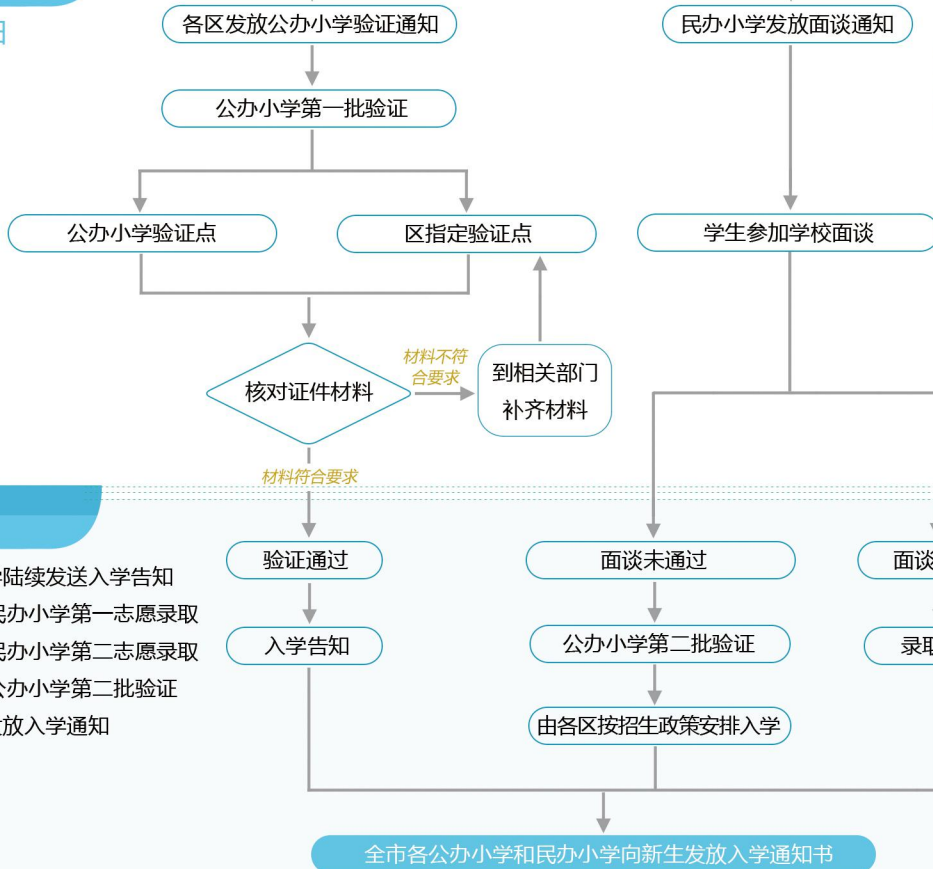 日
各区发放公办小学验证通知
民办小学发放面谈通知
公办小学第一批验证
公办小学验证点
区指定验证点
学生参加学校面谈
核对证件材料
材料不符
合要求
到相关部门
补齐材料
材料符合要求
陆续发送入学告知
民办小学第一志愿录取
民办小学第二志愿录取
公办小学第二批验证
放入学通知
验证通过
面谈未通过
面谈
入学告知
公办小学第二批验证
录取
由各区按招生政策安排入学
全市各公办小学和民办小学向新生发放入学通知书